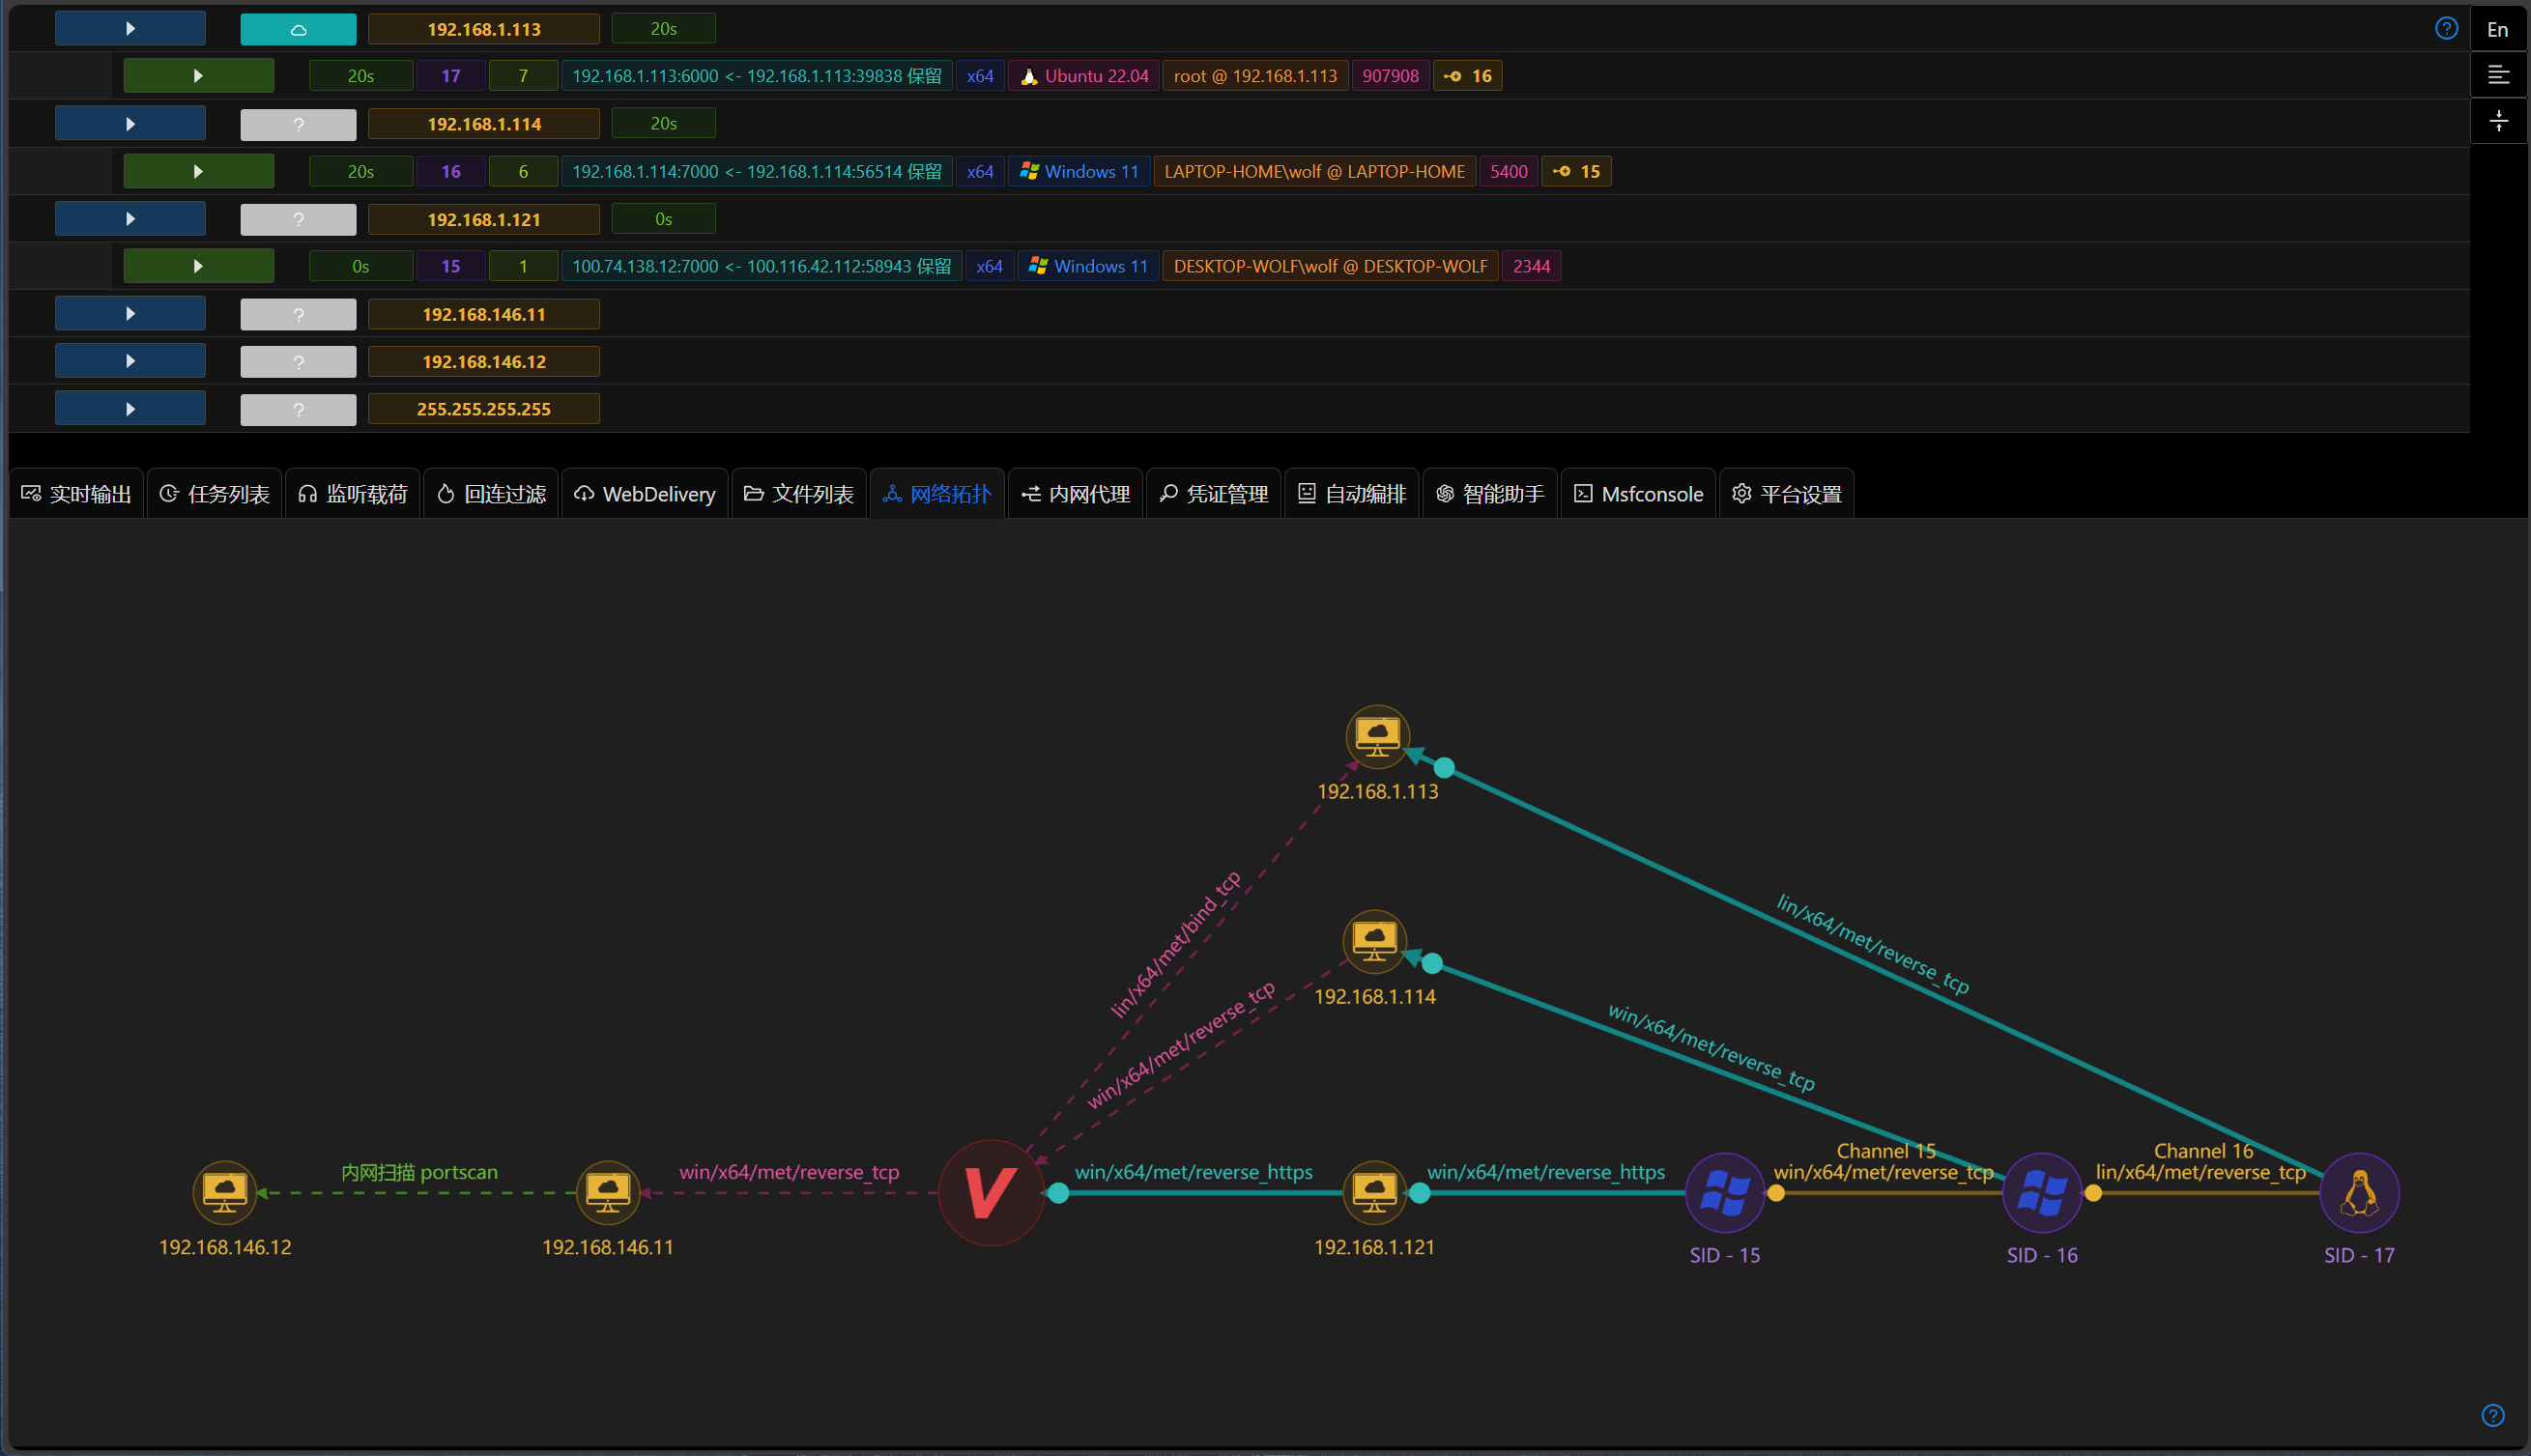 192.168.1.113 20s
En
20s 17 7 192.168.1.113:6000 <- 192.168.1.113:39838 保留 x64 Ubuntu 22.04 root @ 192.168.1.113 907908 16
? 192.168.1.114 20s
20s 16 6 192.168.1.114:7000 <- 192.168.1.114:56514 保留 x64 Windows 11 LAPTOP-HOME\wolf @ LAPTOP-HOME 5400 15
? 192.168.1.121 0s
0s 15 1 100.74.138.12:7000 <- 100.116.42.112:58943 保留 x64 Windows 11 DESKTOP-WOLF\wolf @ DESKTOP-WOLF 2344
? 192.168.146.11
? 192.168.146.12
? 255.255.255.255
实时输出 任务列表 监听载荷 回连过滤 WebDelivery 文件列表 网络拓扑 内网代理 凭证管理 自动编排 智能助手 Msfconsole 平台设置
192.168.1.113
lin/x64/met/bind_tcp
lin/x64/met/reverse_tcp
192.168.1.114
win/x64/met/reverse_tcp
win/x64/met/reverse_tcp
Channel 15
Channel 16
内网扫描 portscan
win/x64/met/reverse_tcp
win/x64/met/reverse_https
win/x64/met/reverse_https
win/x64/met/reverse_tcp
lin/x64/met/reverse_tcp
V
192.168.146.12
192.168.146.11
192.168.1.121
SID - 15
SID - 16
SID - 17